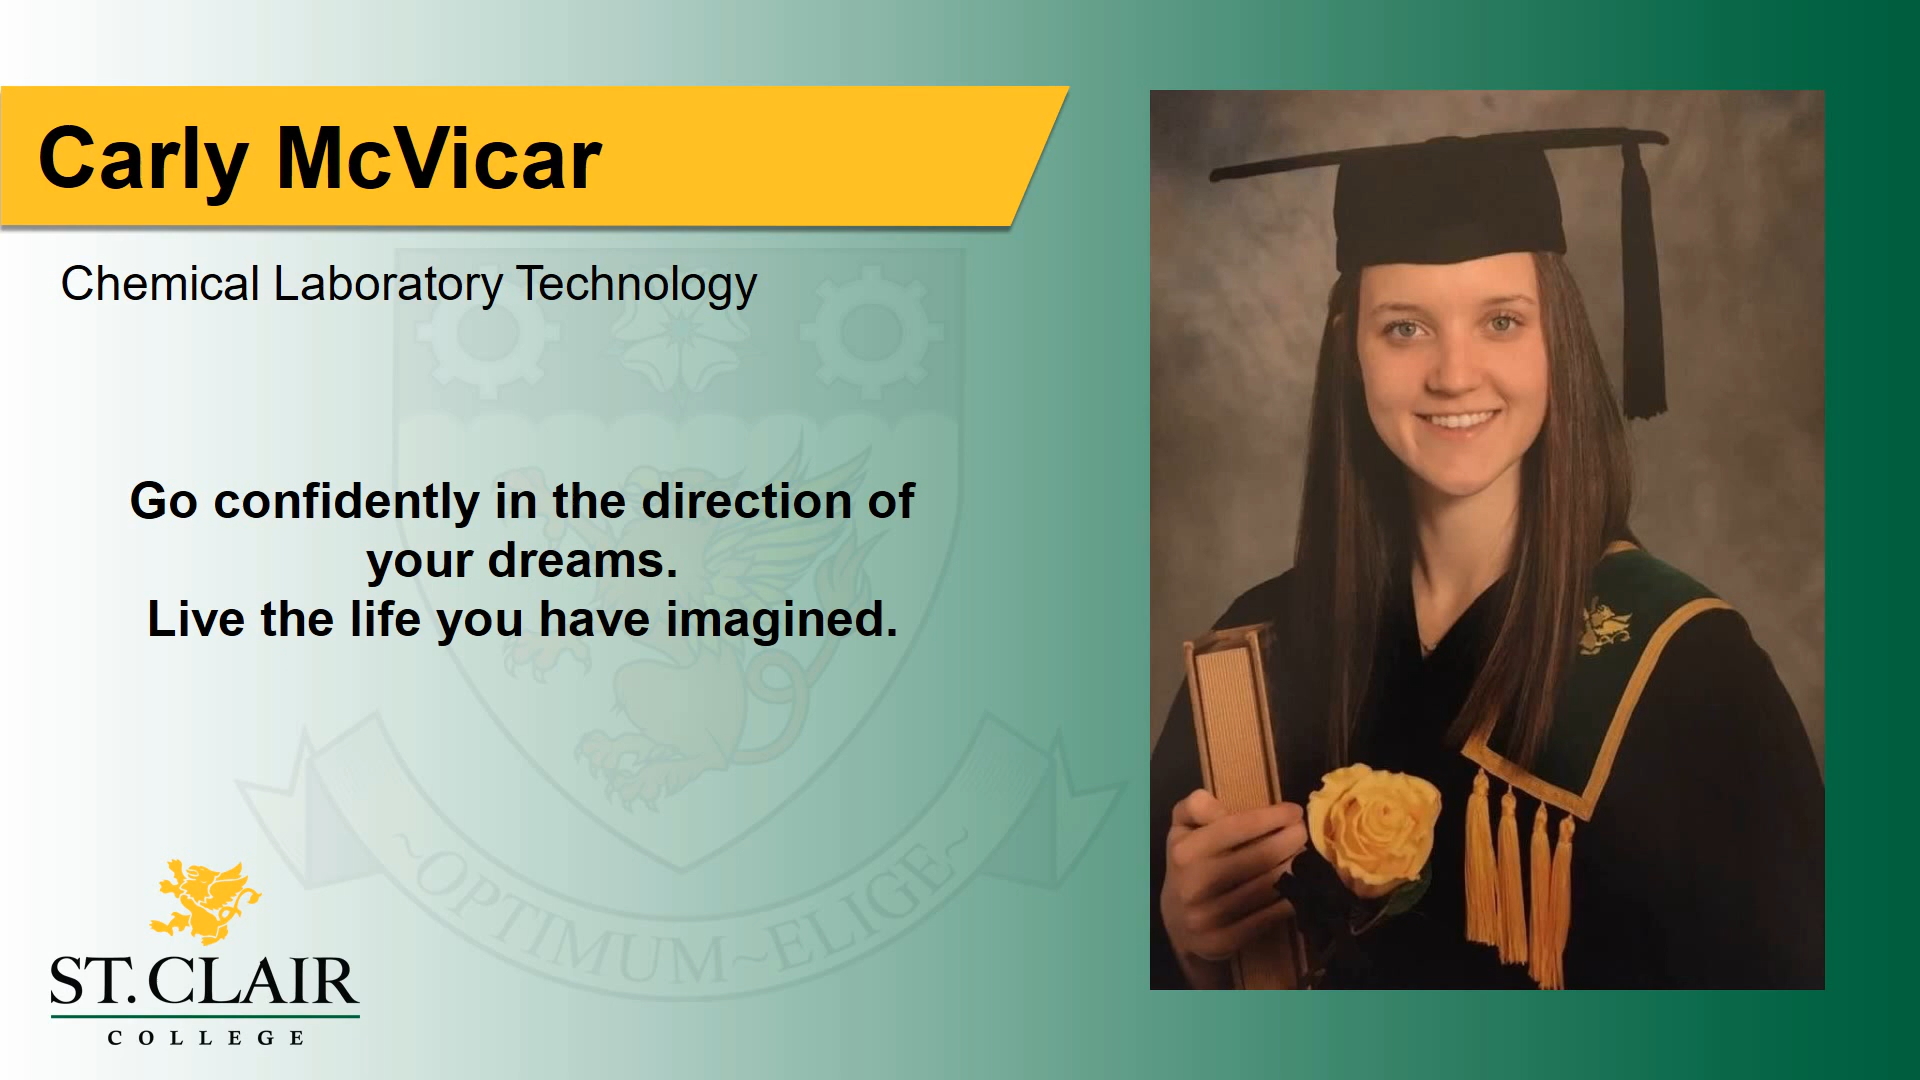 Carly McVicar
Chemical Laboratory Technology
Go confidently in the direction of
your dreams.
Live the life you have imagined.
~OPTIMUM~ELIGE~
ST. CLAIR
COLLEGE